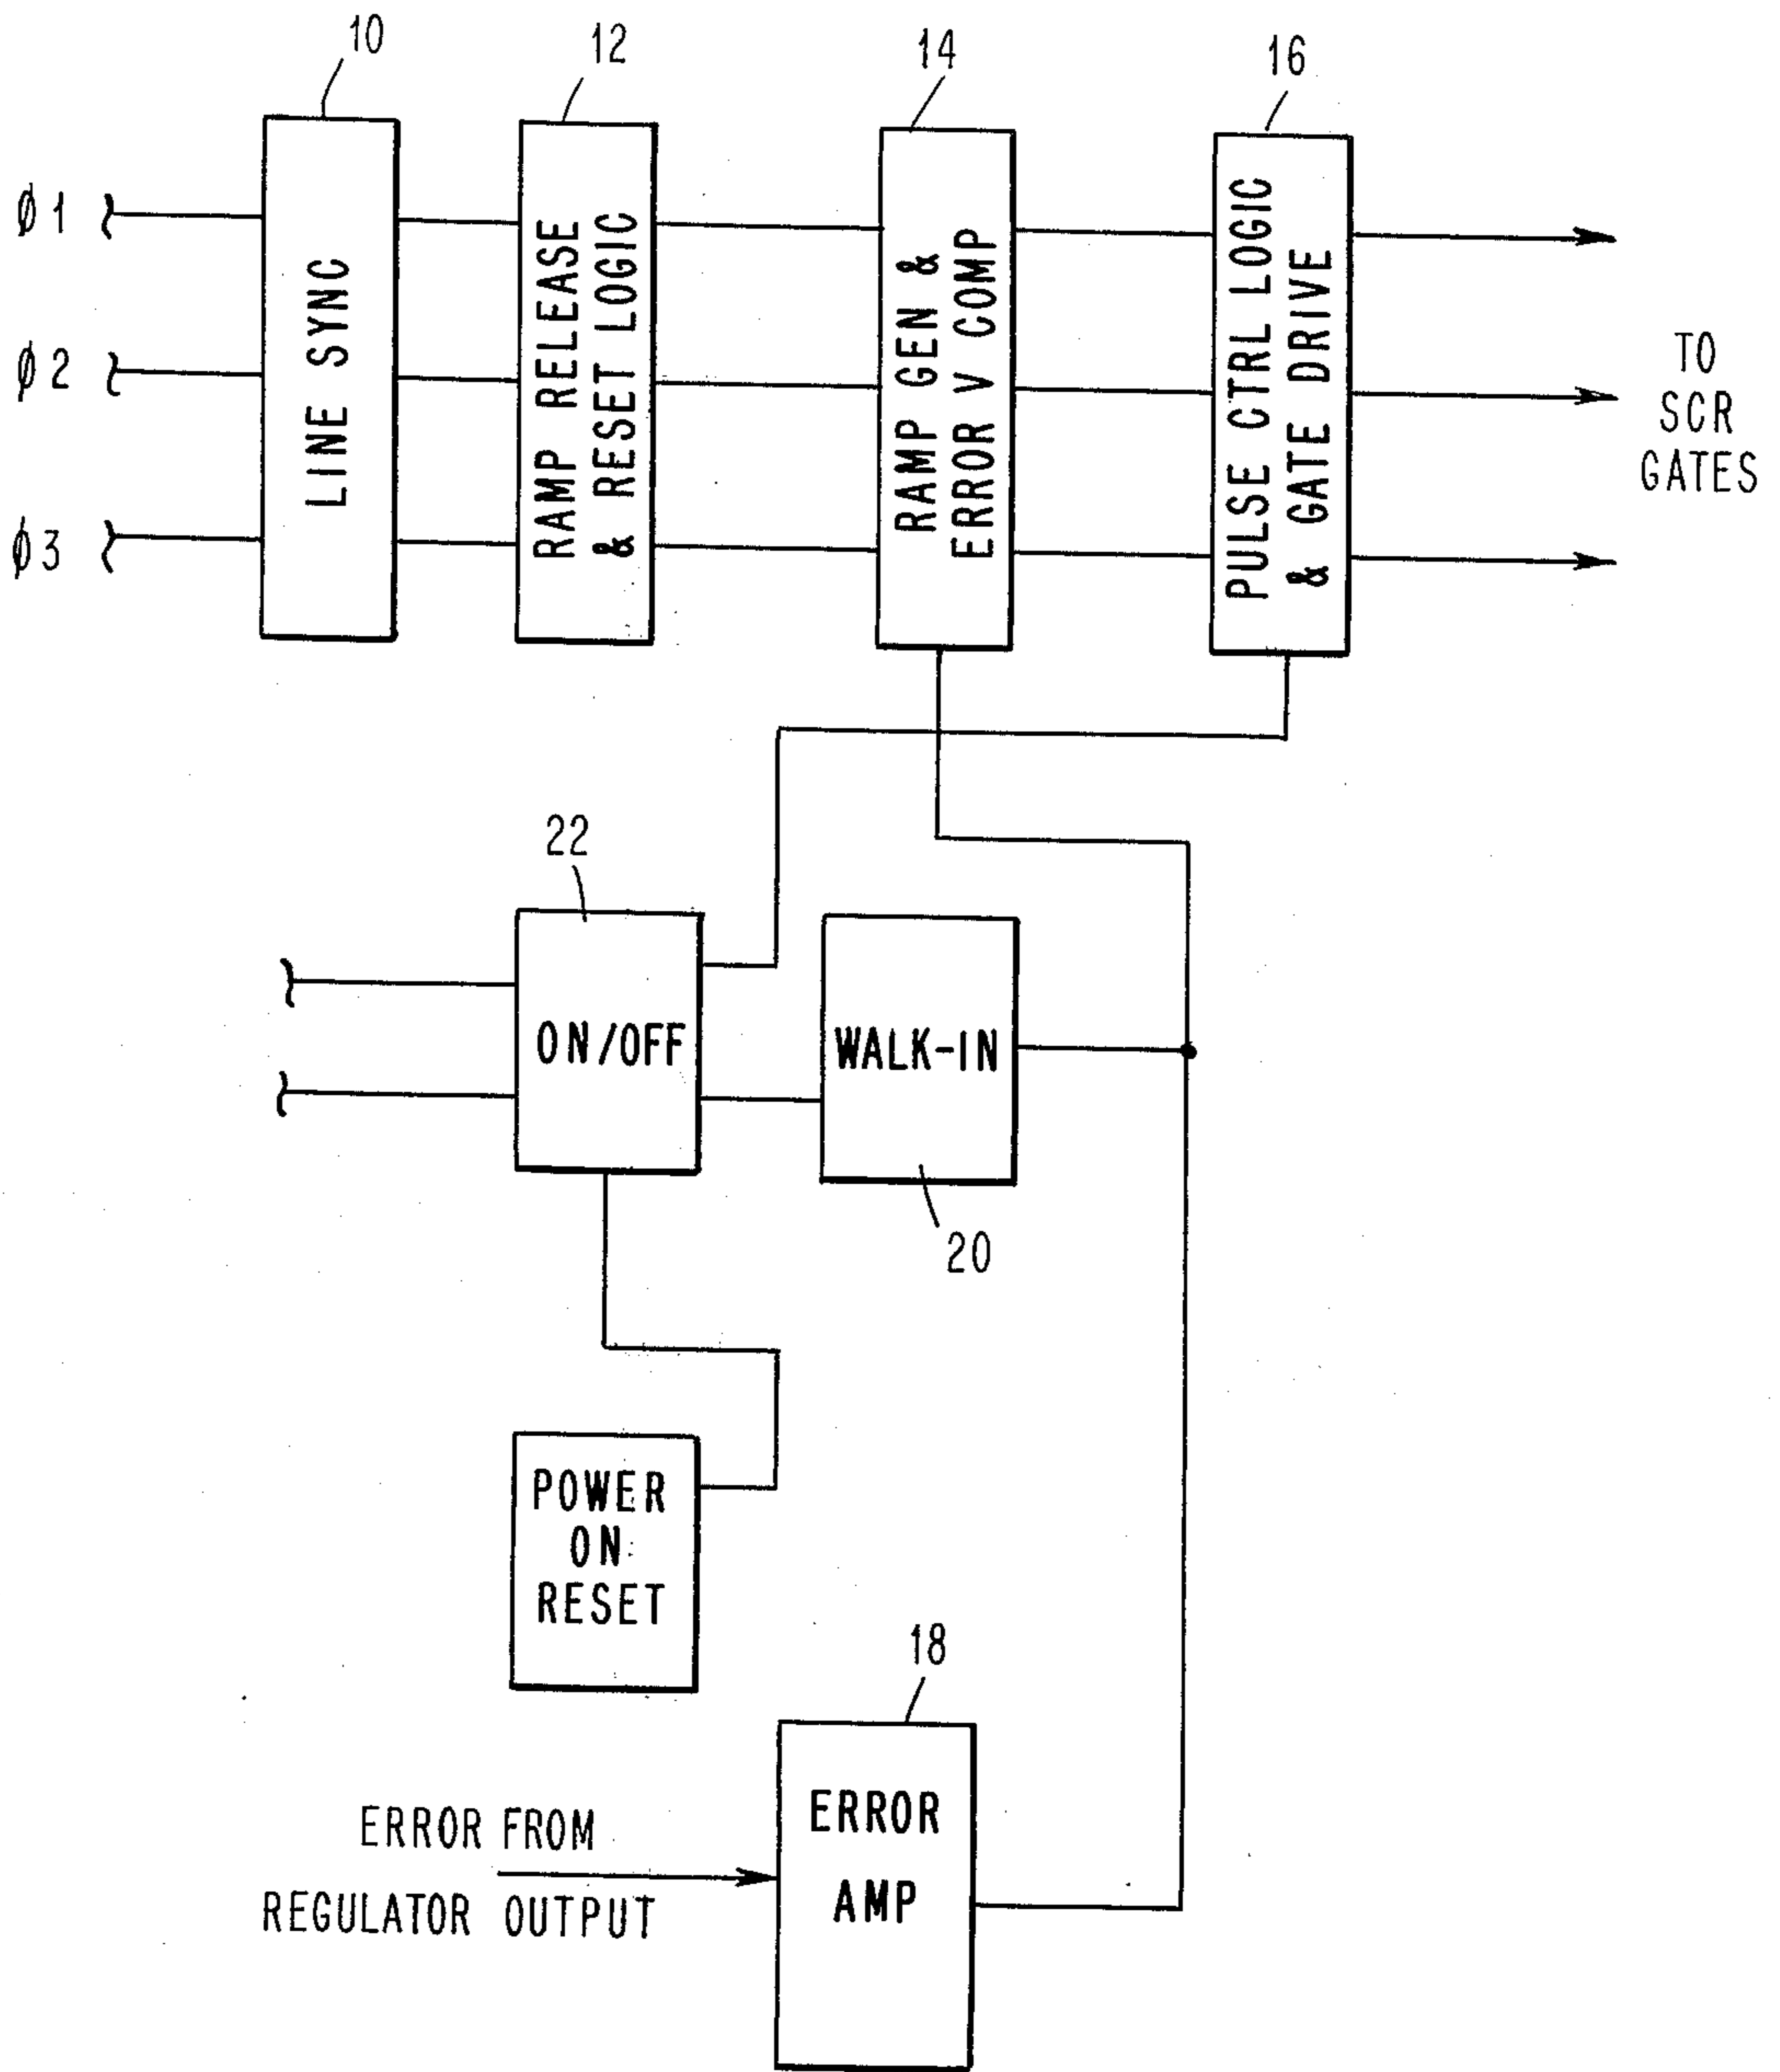 10
12
14
16
ø1
ø2
ø3
LINE SYNC
RAMP RELEASE
& RESET LOGIC
RAMP GEN &
ERROR V COMP
PULSE CTRL LOGIC
& GATE DRIVE
TO
SCR
GATES
22
ON/OFF
WALK-IN
20
POWER
ON
RESET
18
ERROR
AMP
ERROR FROM
REGULATOR OUTPUT